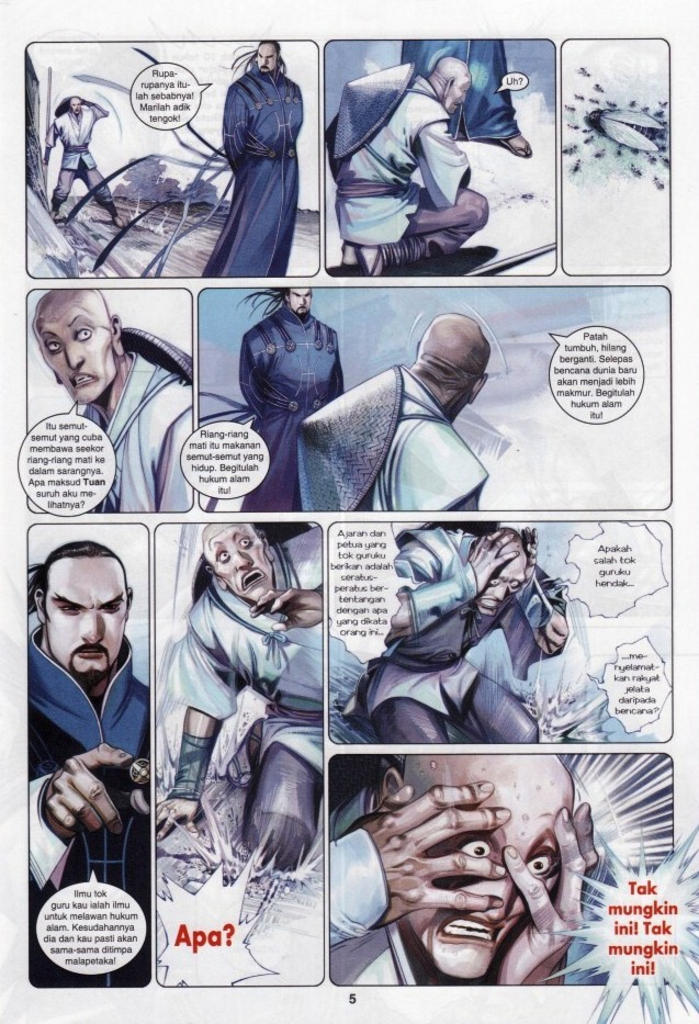 Rupa-
rupanya itu-
lah sebabnya!
Marilah adik
tengok!
Uh?
Itu semut-
semut yang cuba
membawa seekor
riang-riang mati ke
dalam sarangnya.
Apa maksud Tuan
suruh aku me-
lihatnya?
Riang-riang
mati itu makanan
semut-semut yang
hidup. Begitulah
hukum alam
itu!
Patah
tumbuh, hilang
berganti. Selepas
bencana dunia baru
akan menjadi lebih
makmur. Begitulah
hukum alam
itu!
Ilmu tok
guru kau ialah ilmu
untuk melawan hukum
alam. Kesudahannya
dia dan kau pasti akan
sama-sama ditimpa
malapetaka!
Apa?
Ajaran dan
petua yang
tok guruku
berikan adalah
seratus-
peratus ber-
tentangan
dengan apa
yang dikata
orang ini...
Apakah
salah tok
guruku
hendak...
...me-
nyelamat-
kan rakyat
jelata
daripada
bencana?
Tak
mungkin
ini! Tak
mungkin
ini!
5